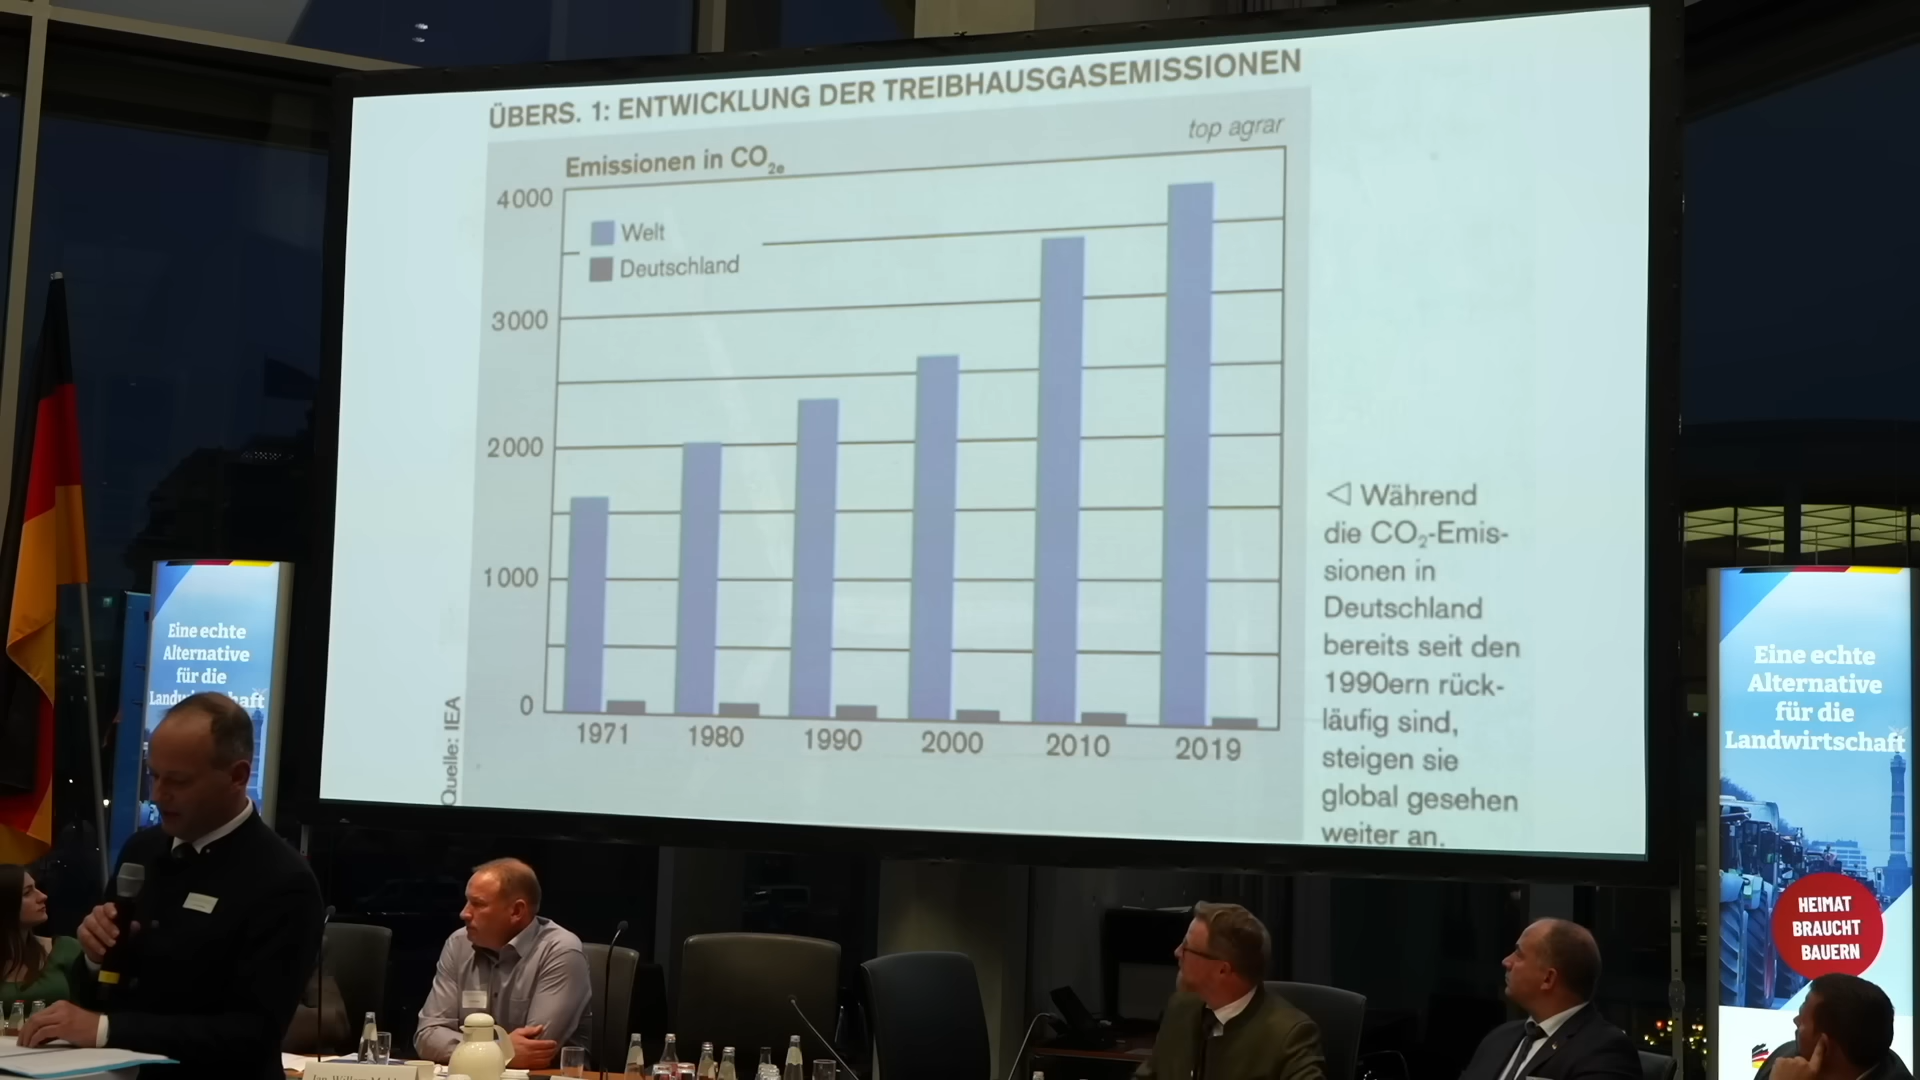 ÜBERS. 1: ENTWICKLUNG DER TREIBHAUSGASEMISSIONEN
top agrar
Emissionen in CO₂ₑ
4000
3000
2000
1000
0
Welt
Deutschland
1971 1980 1990 2000 2010 2019
Quelle: IEA
◁ Während
die CO₂-Emis-
sionen in
Deutschland
bereits seit den
1990ern rück-
läufig sind,
steigen sie
global gesehen
weiter an.
Eine echte
Alternative
für die
Eine echte
Alternative
für die
Landwirtschaft
HEIMAT
BRAUCHT
BAUERN